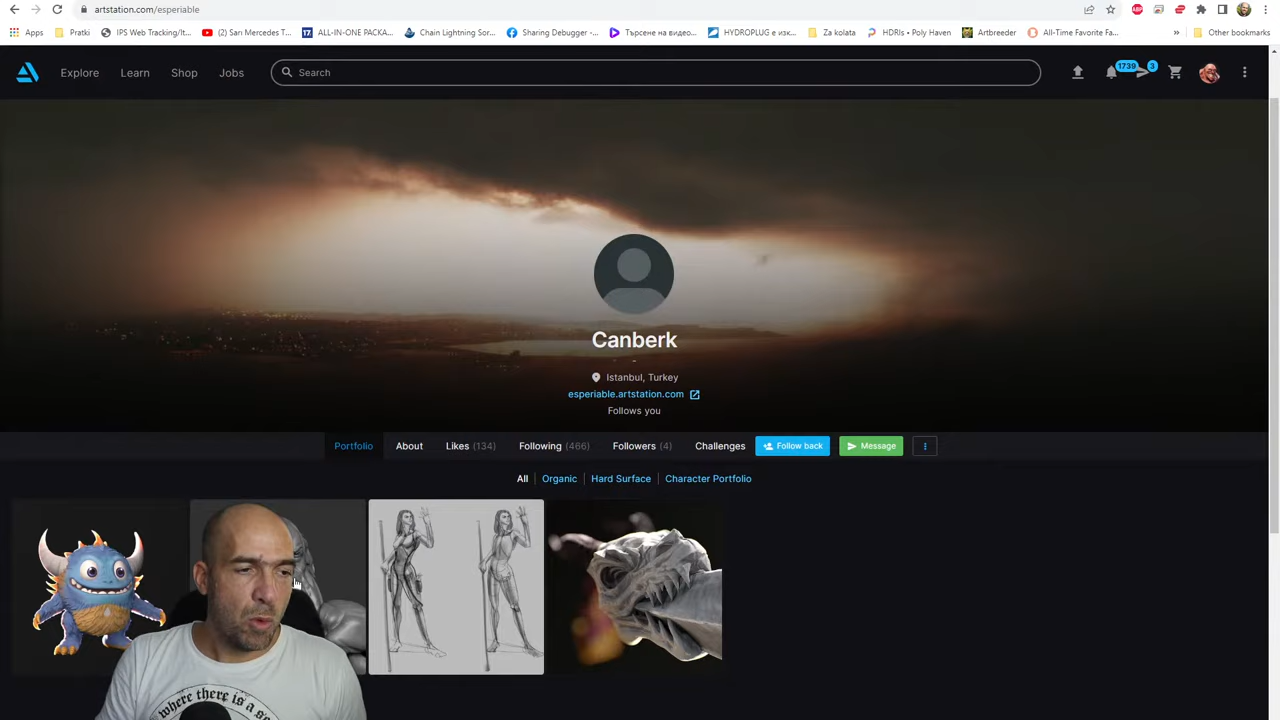 artstation.com/esperiable
Apps Pratki IPS Web Tracking/It... (2) San Mercedes T... ALL-IN-ONE PACKA... Chain Lightning Sor... Sharing Debugger -... Търсене на видео... HYDROPLUG е изк... Za kolata HDRIs • Poly Haven Artbreeder All-Time Favorite Fa... » Other bookmarks
Explore Learn Shop Jobs Search 1739 3
Canberk
Istanbul, Turkey
esperiable.artstation.com
Follows you
Portfolio About Likes (134) Following (466) Followers (4) Challenges Follow back Message
All Organic Hard Surface Character Portfolio
where there is a